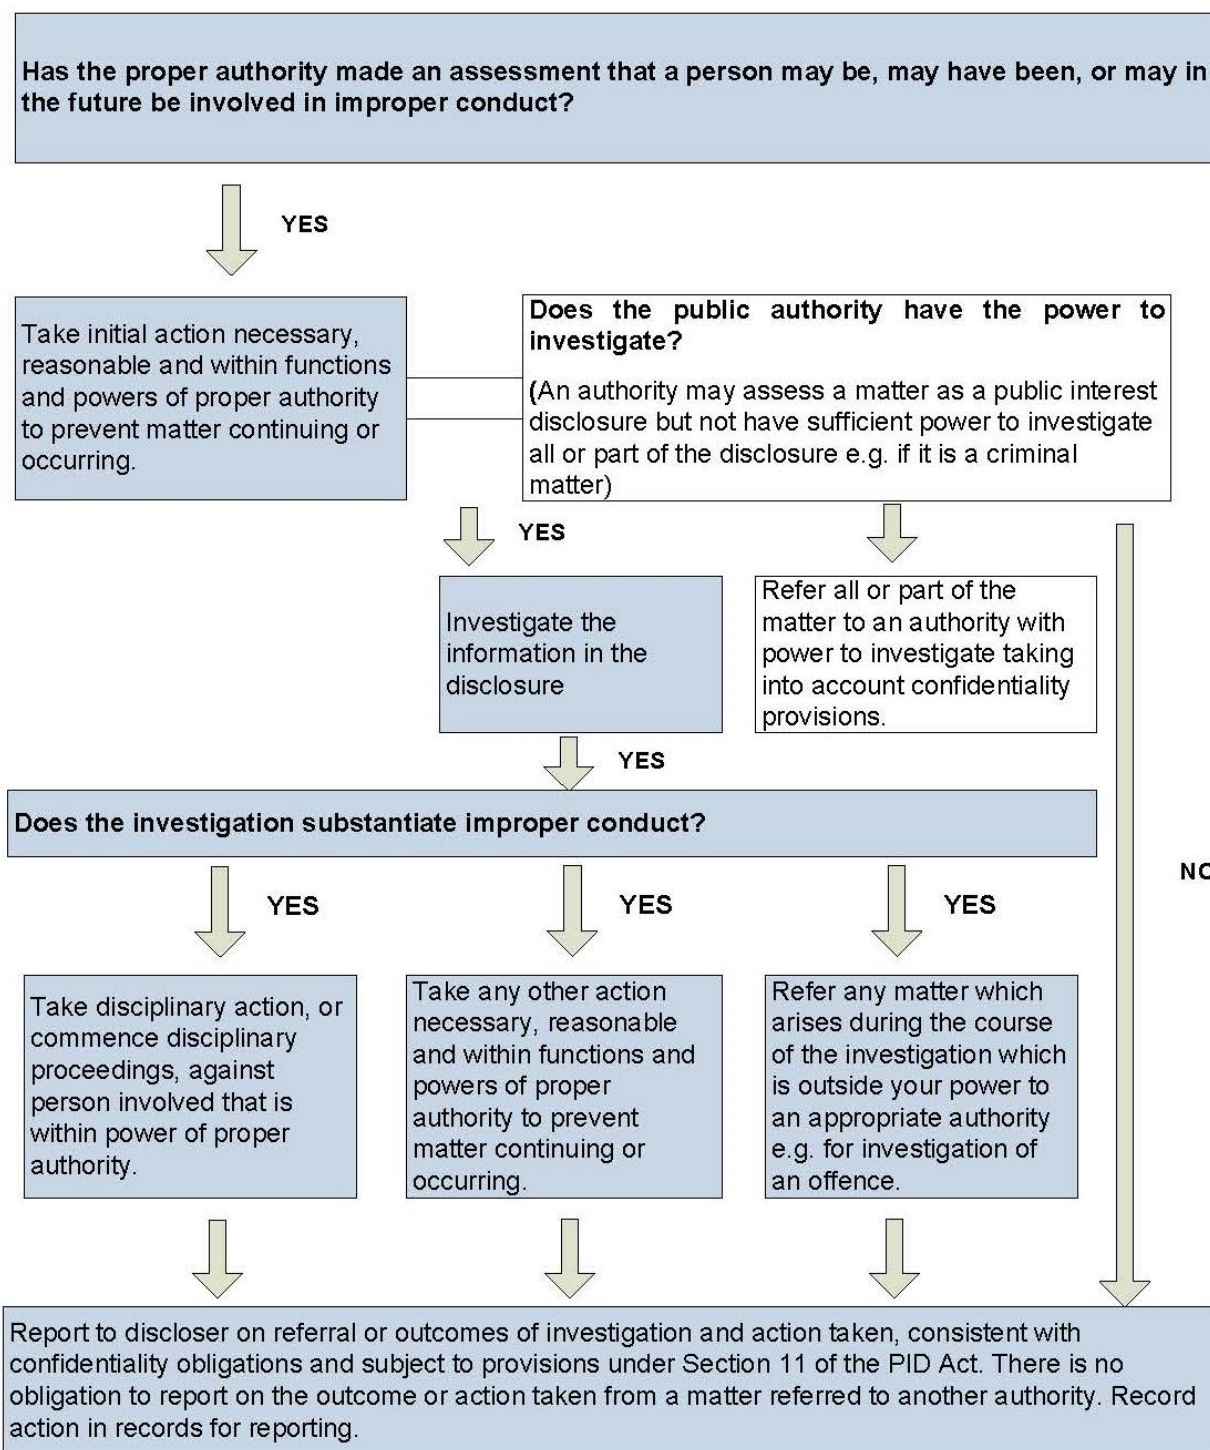 Has the proper authority made an assessment that a person may be, may have been, or may in
the future be involved in improper conduct?
YES
Take initial action necessary,
reasonable and within functions
and powers of proper authority
to prevent matter continuing or
occurring.
Does the public authority have the power to
investigate?
(An authority may assess a matter as a public interest
disclosure but not have sufficient power to investigate
all or part of the disclosure e.g. if it is a criminal
matter)
YES
Investigate the
information in the
disclosure
Refer all or part of the
matter to an authority with
power to investigate taking
into account confidentiality
provisions.
YES
Does the investigation substantiate improper conduct?
NO
YES
YES
YES
Take disciplinary action, or
commence disciplinary
proceedings, against
person involved that is
within power of proper
authority.
Take any other action
necessary, reasonable
and within functions and
powers of proper
authority to prevent
matter continuing or
occurring.
Refer any matter which
arises during the course
of the investigation which
is outside your power to
an appropriate authority
e.g. for investigation of
an offence.
Report to discloser on referral or outcomes of investigation and action taken, consistent with
confidentiality obligations and subject to provisions under Section 11 of the PID Act. There is no
obligation to report on the outcome or action taken from a matter referred to another authority. Record
action in records for reporting.